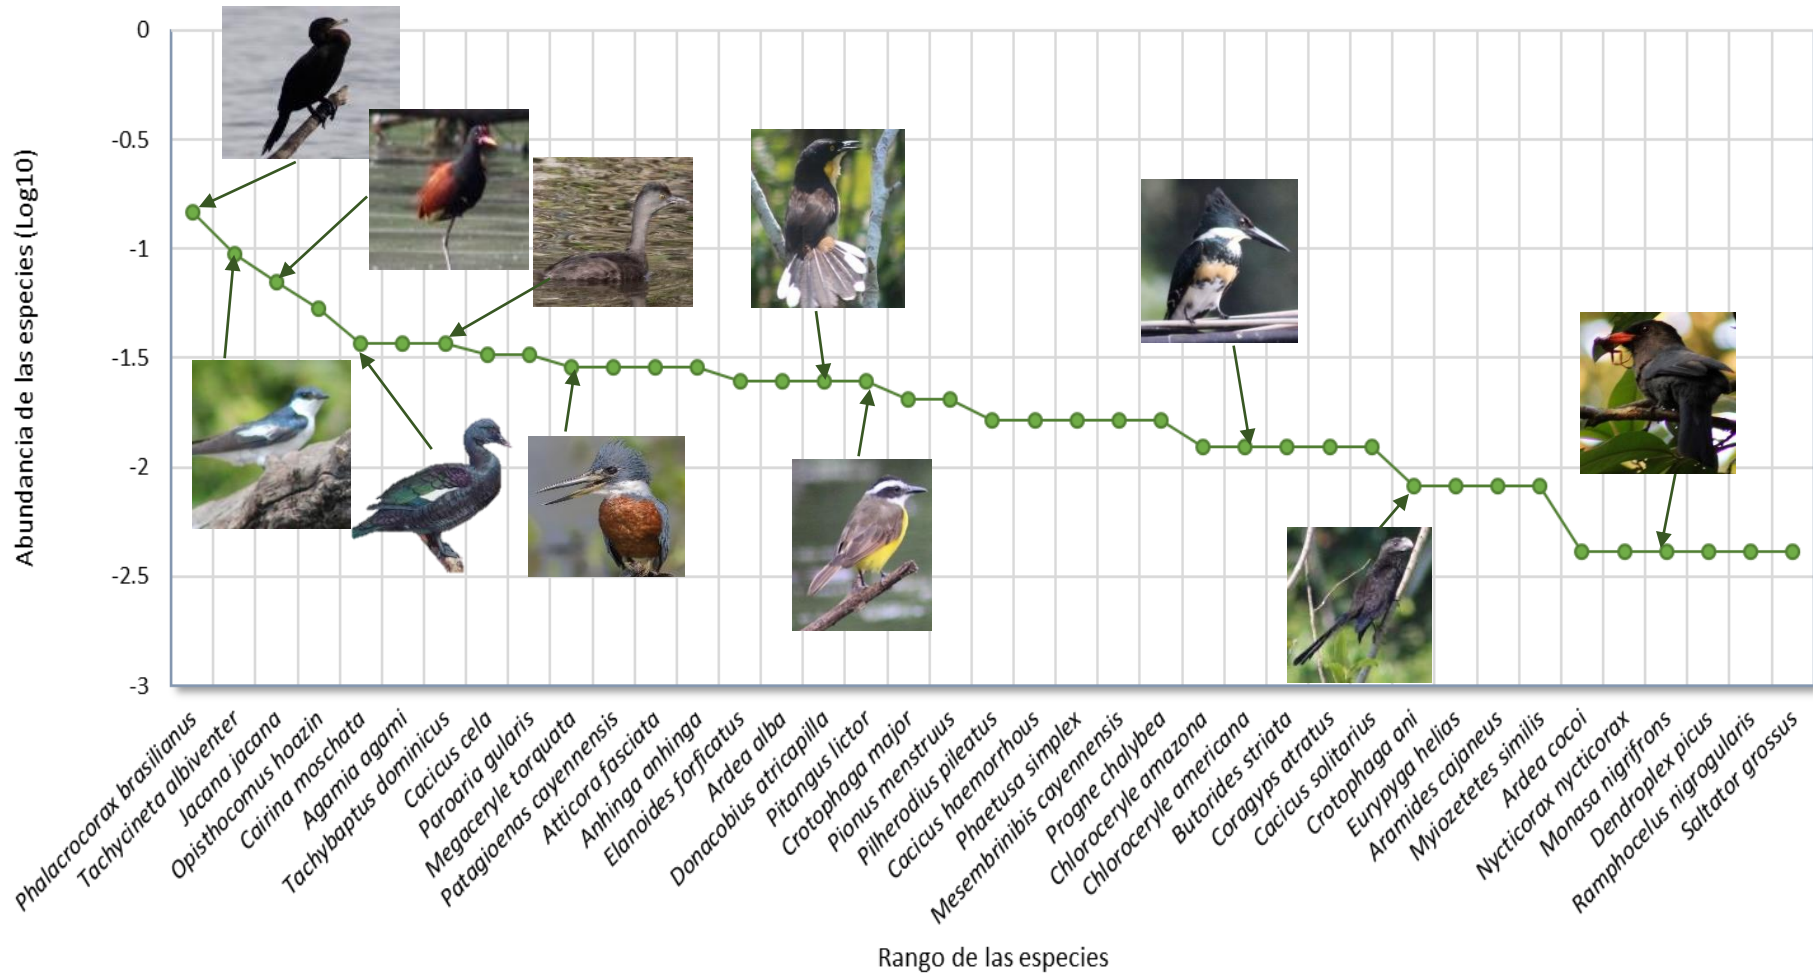 Abundancia de las especies (Log10)
0
-0.5
-1
-1.5
-2
-2.5
-3
Phalacrocorax brasilianus
Tachycineta albiventer
Jacana jacana
Opisthocomus hoazin
Cairina moschata
Agamia agami
Tachybaptus dominicus
Cacicus cela
Paroaria gularis
Megaceryle torquata
Patagioenas cayennensis
Atticora fasciata
Anhinga anhinga
Elanoides forficatus
Ardea alba
Donacobius atricapilla
Pitangus lictor
Crotophaga major
Pionus menstruus
Pilherodius pileatus
Cacicus haemorrhous
Phaetusa simplex
Mesembrinibis cayennensis
Progne chalybea
Chloroceryle amazona
Chloroceryle americana
Butorides striata
Coragyps atratus
Cacicus solitarius
Crotophaga ani
Eurypyga helias
Aramides cajaneus
Myiozetetes similis
Ardea cocoi
Nycticorax nycticorax
Monasa nigrifrons
Dendroplex picus
Ramphocelus nigrogularis
Saltator grossus
Rango de las especies